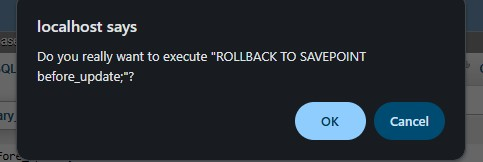 localhost says
Do you really want to execute "ROLLBACK TO SAVEPOINT
before_update;"?
OK
Cancel